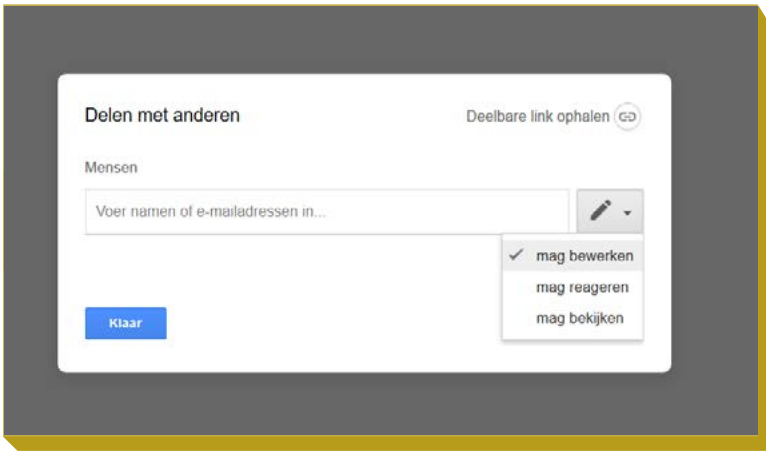 Delen met anderen
Deelbare link ophalen
Mensen
Voer namen of e-mailadressen in...
mag bewerken
mag reageren
mag bekijken
Klaar